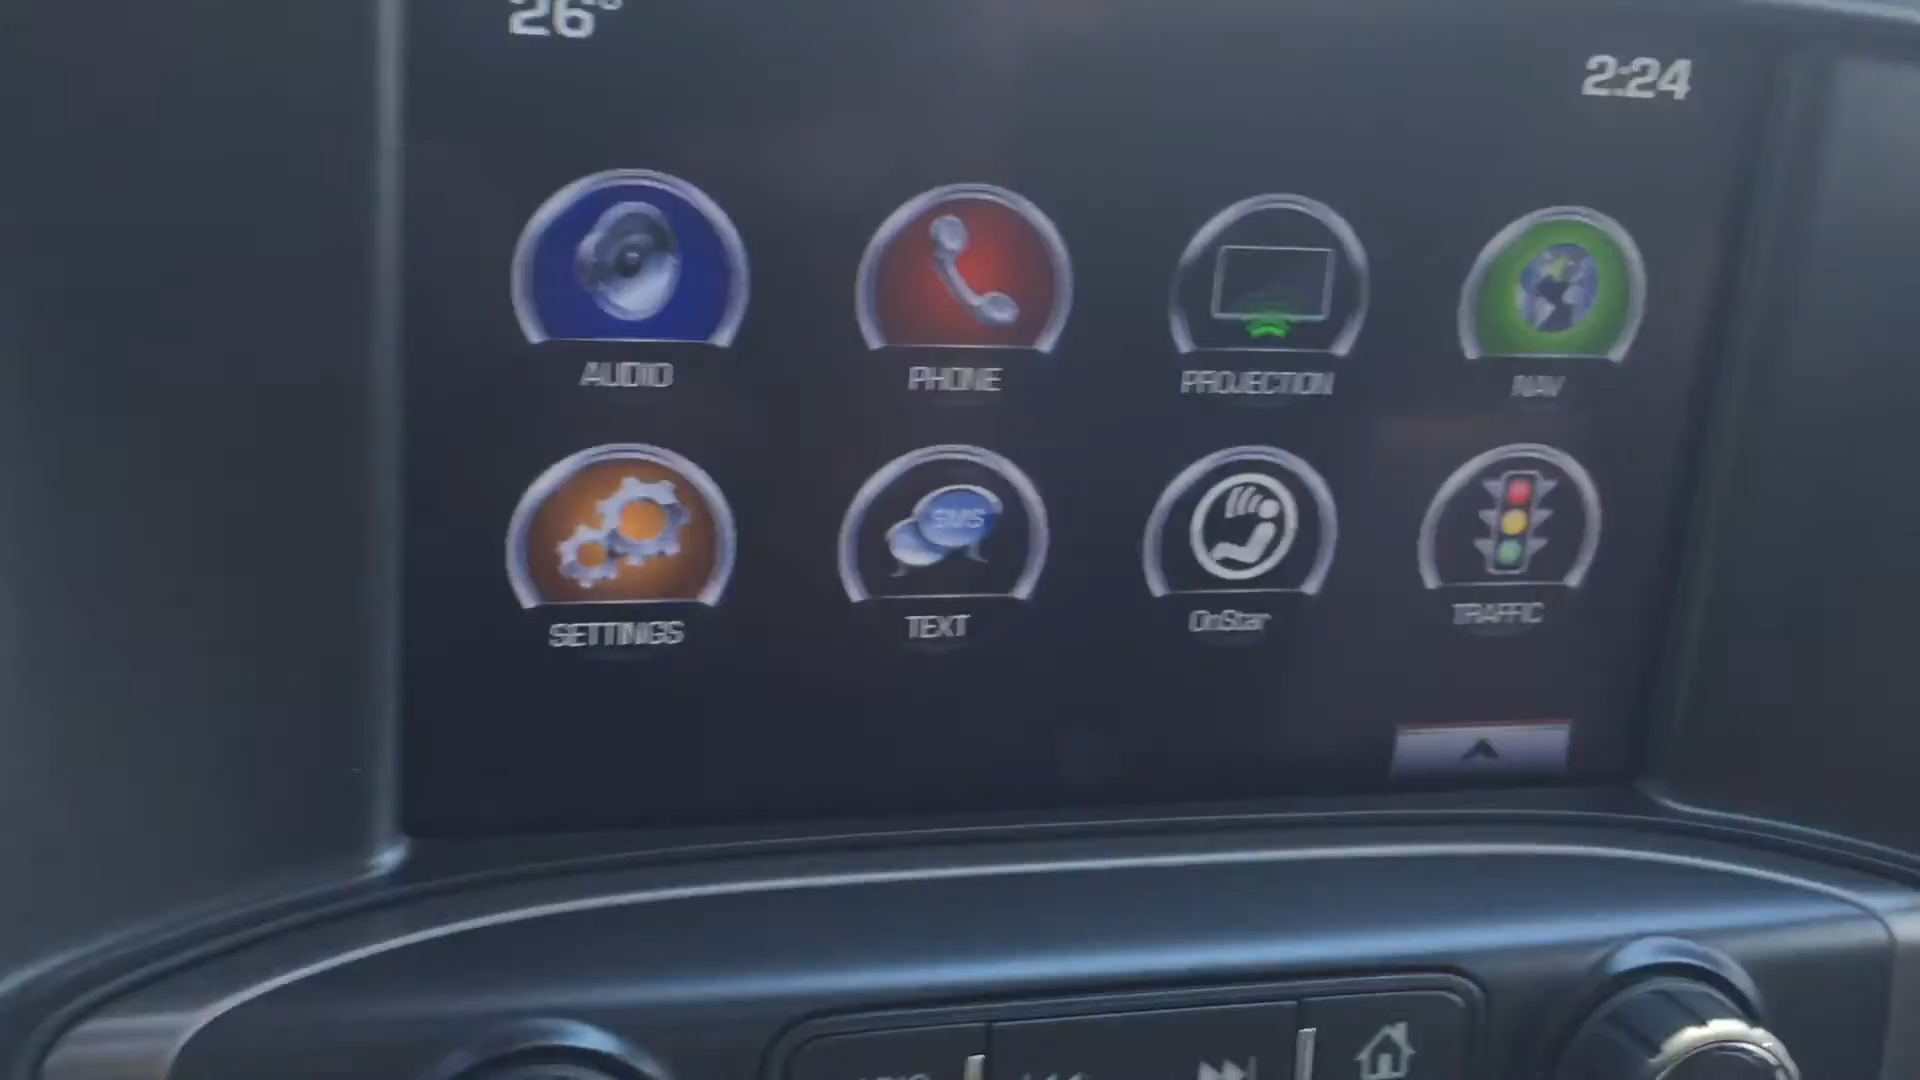 26°
2:24
AUDIO
PHONE
PROJECTION
NAV
SMS
SETTINGS
TEXT
OnStar
TRAFFIC